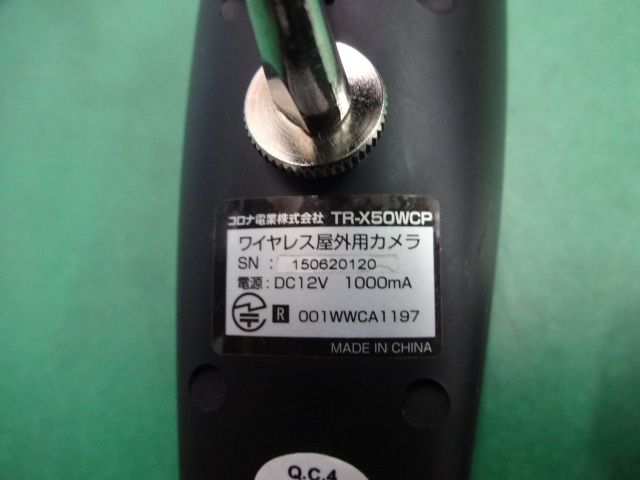 コロナ電業株式会社 TR-X50WCP
ワイヤレス屋外用カメラ
SN : 150620120
電源 : DC12V 1000mA
R 001WWCA1197
MADE IN CHINA
Q.C.4